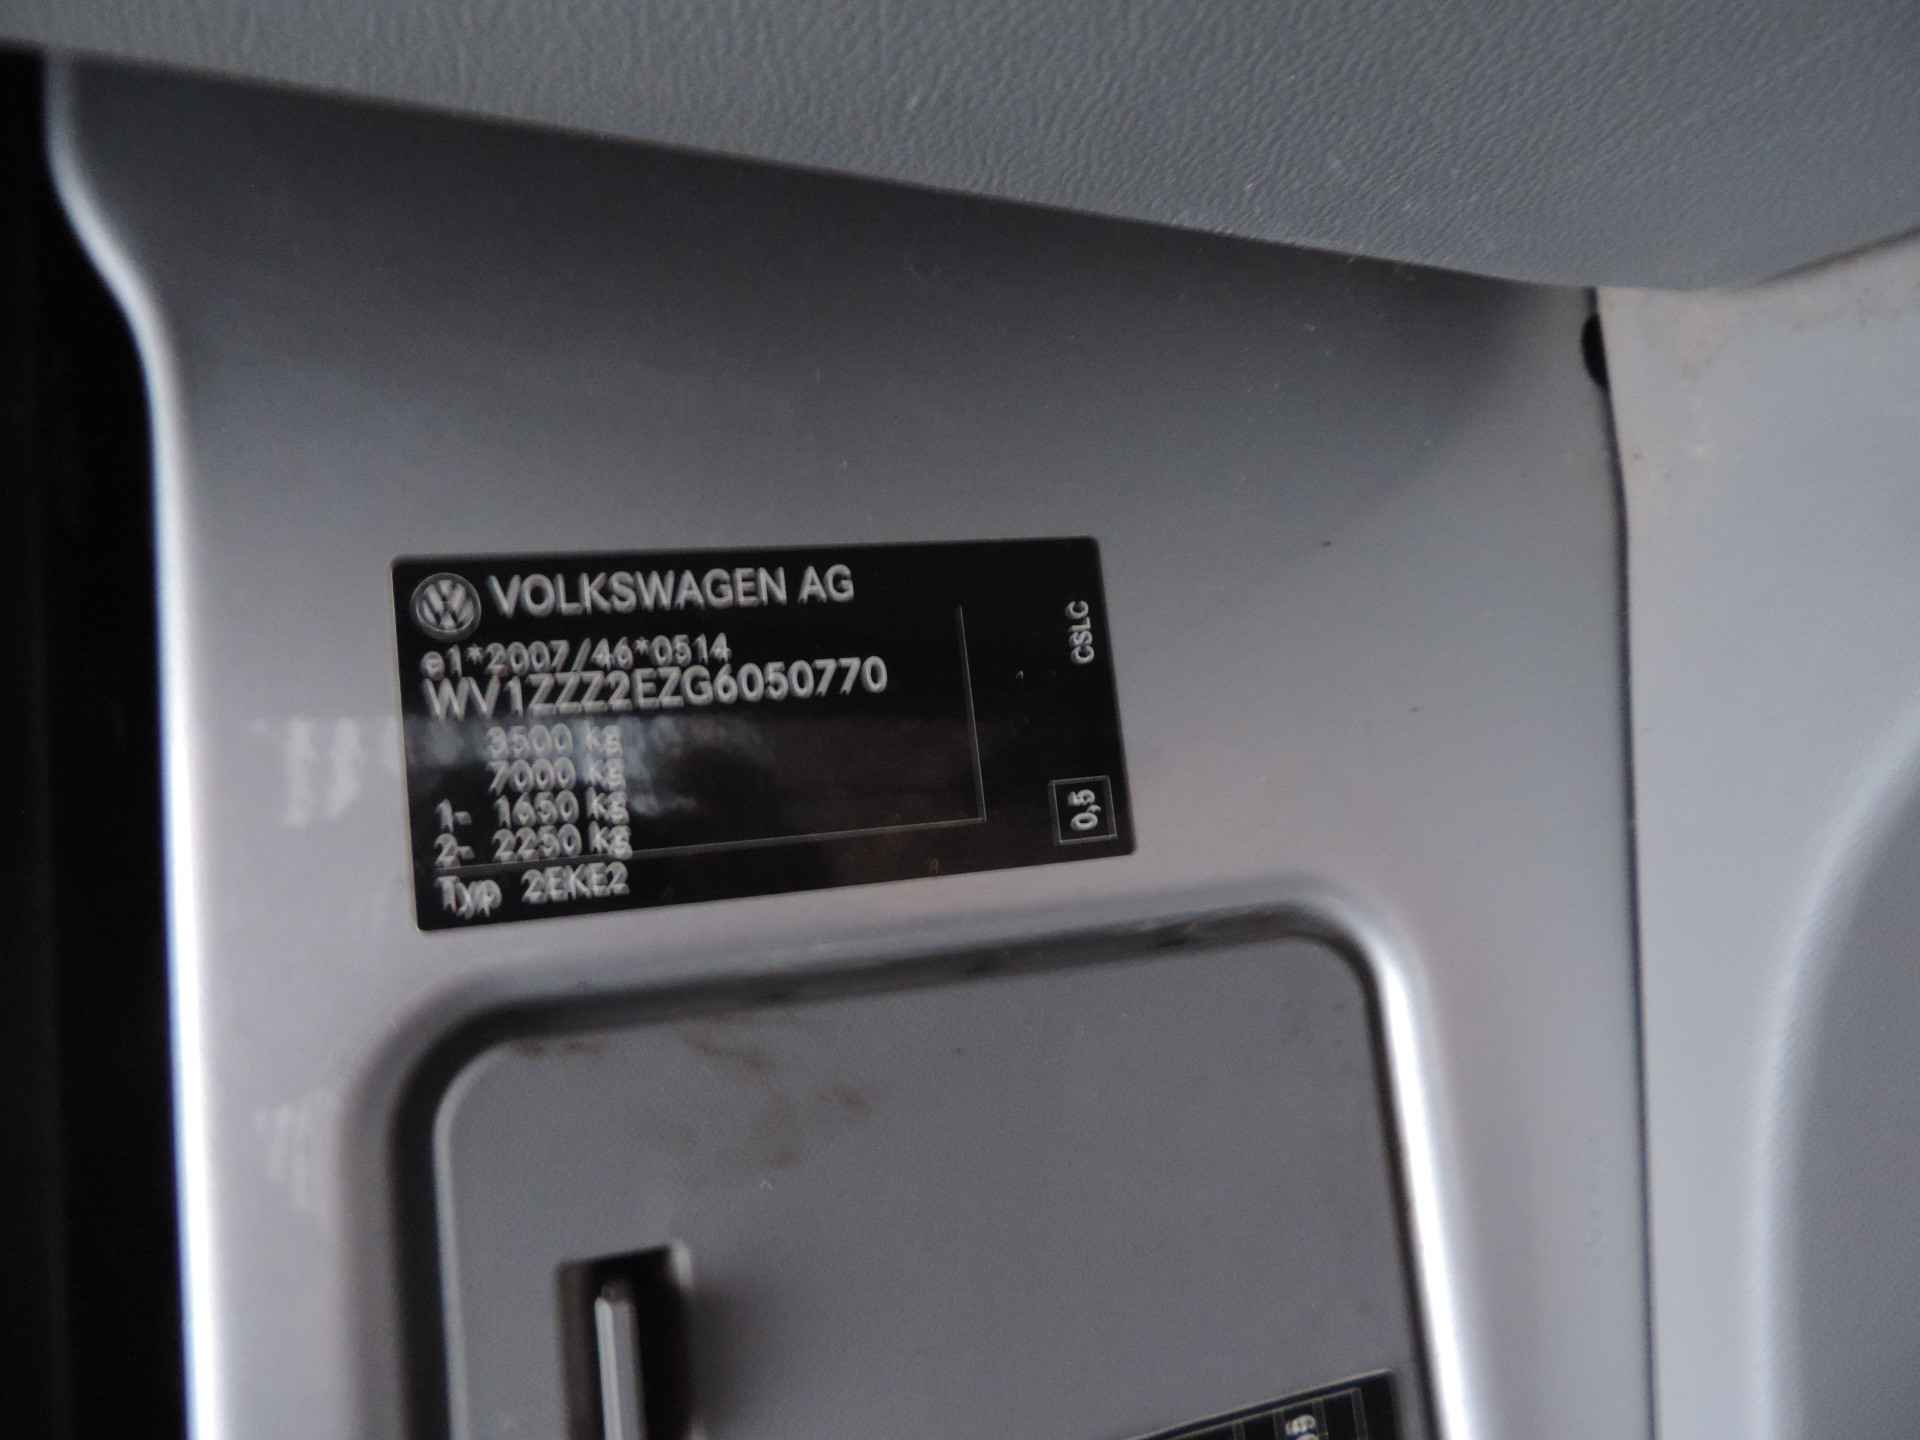 VOLKSWAGEN AG
e1*2007/46*0514
WV1ZZZ2EZG6050770
3500 kg
7000 kg
1- 1650 kg
2- 2250 kg
Typ 2EKE2
CSLC
0,5